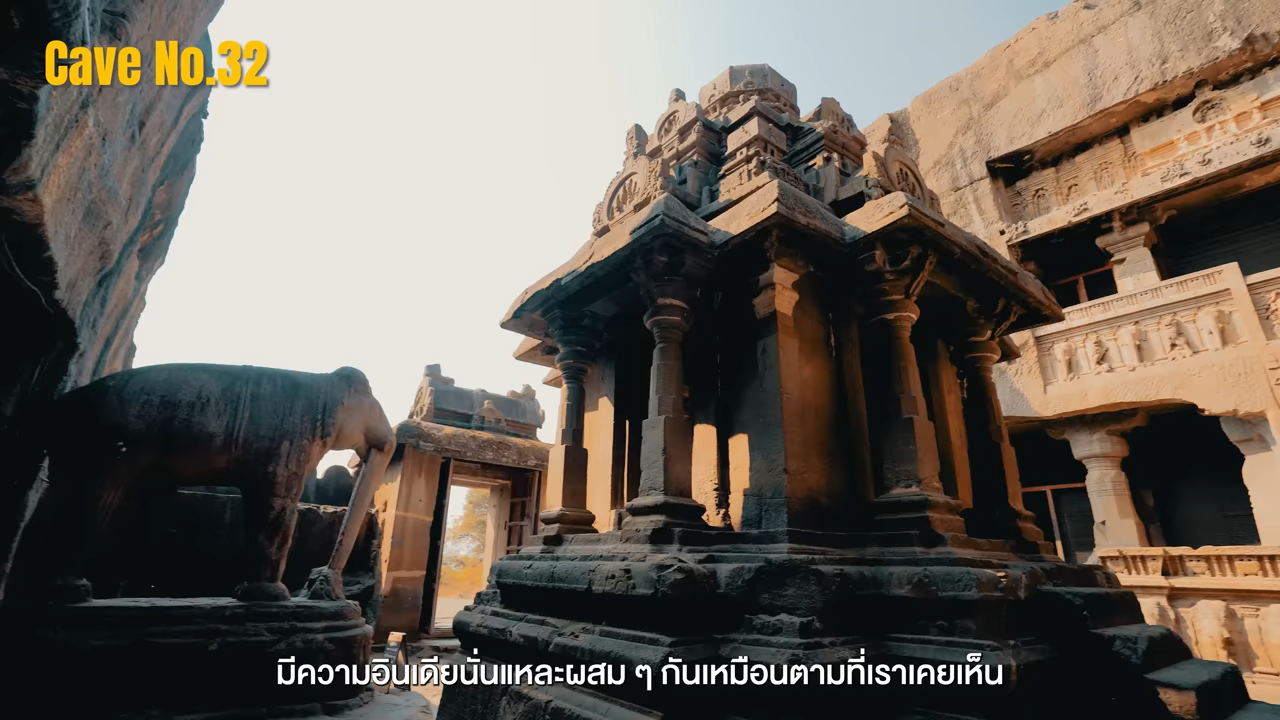 Cave No.32
มีความอินเดียนั่นแหละผสม ๆ กันเหมือนตามที่เราเคยเห็น